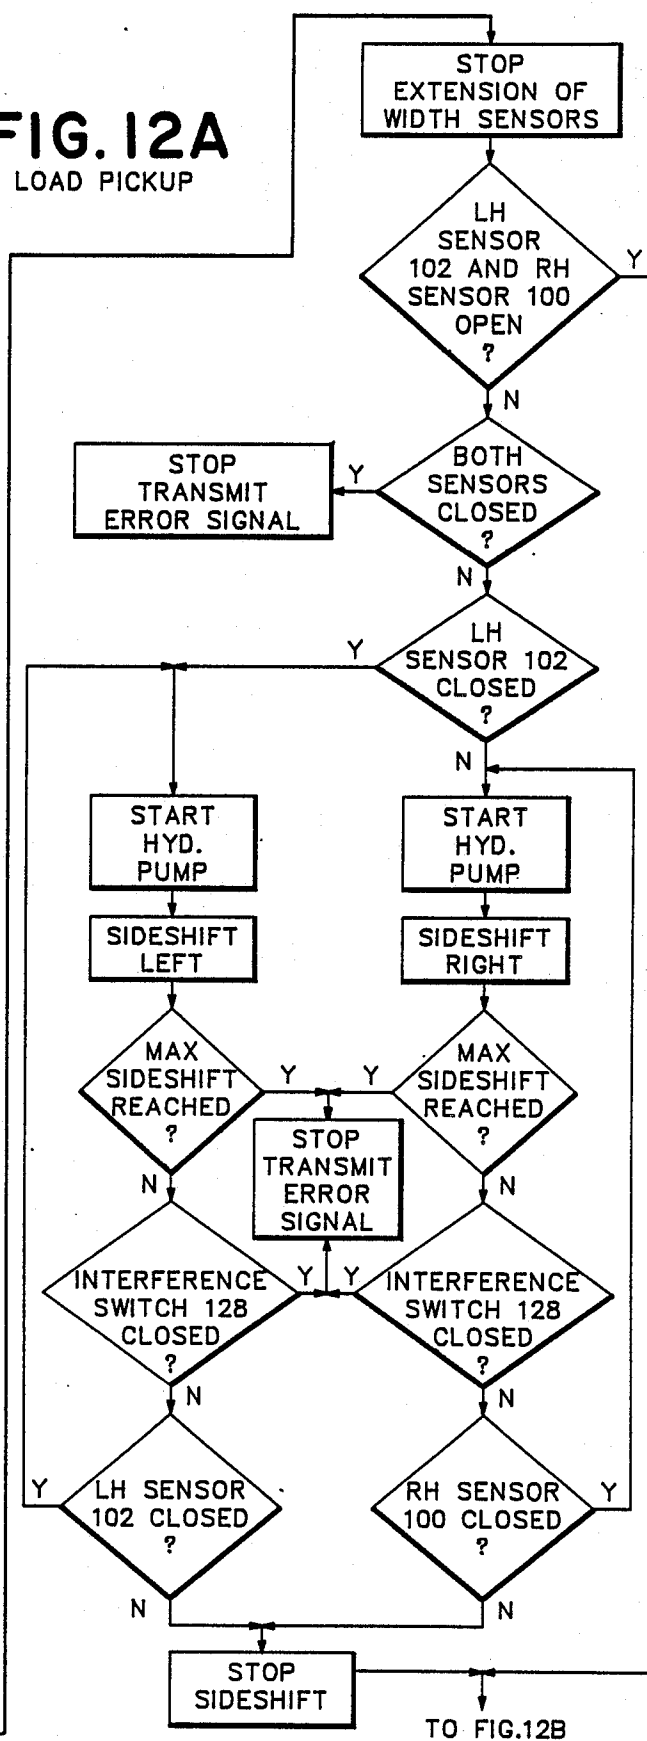 FIG. 12A
LOAD PICKUP
STOP
EXTENSION OF
WIDTH SENSORS
LH
SENSOR
102 AND RH
SENSOR 100
OPEN
?
Y
N
BOTH
SENSORS
CLOSED
?
Y
STOP
TRANSMIT
ERROR SIGNAL
N
LH
SENSOR 102
CLOSED
?
Y
N
START
HYD.
PUMP
START
HYD.
PUMP
SIDESHIFT
LEFT
SIDESHIFT
RIGHT
MAX
SIDESHIFT
REACHED
?
Y
Y
MAX
SIDESHIFT
REACHED
?
STOP
TRANSMIT
ERROR
SIGNAL
N
N
INTERFERENCE
SWITCH 128
CLOSED
?
Y
Y
INTERFERENCE
SWITCH 128
CLOSED
?
N
N
Y
LH SENSOR
102 CLOSED
?
RH SENSOR
100 CLOSED
?
Y
N
N
STOP
SIDESHIFT
TO FIG.12B